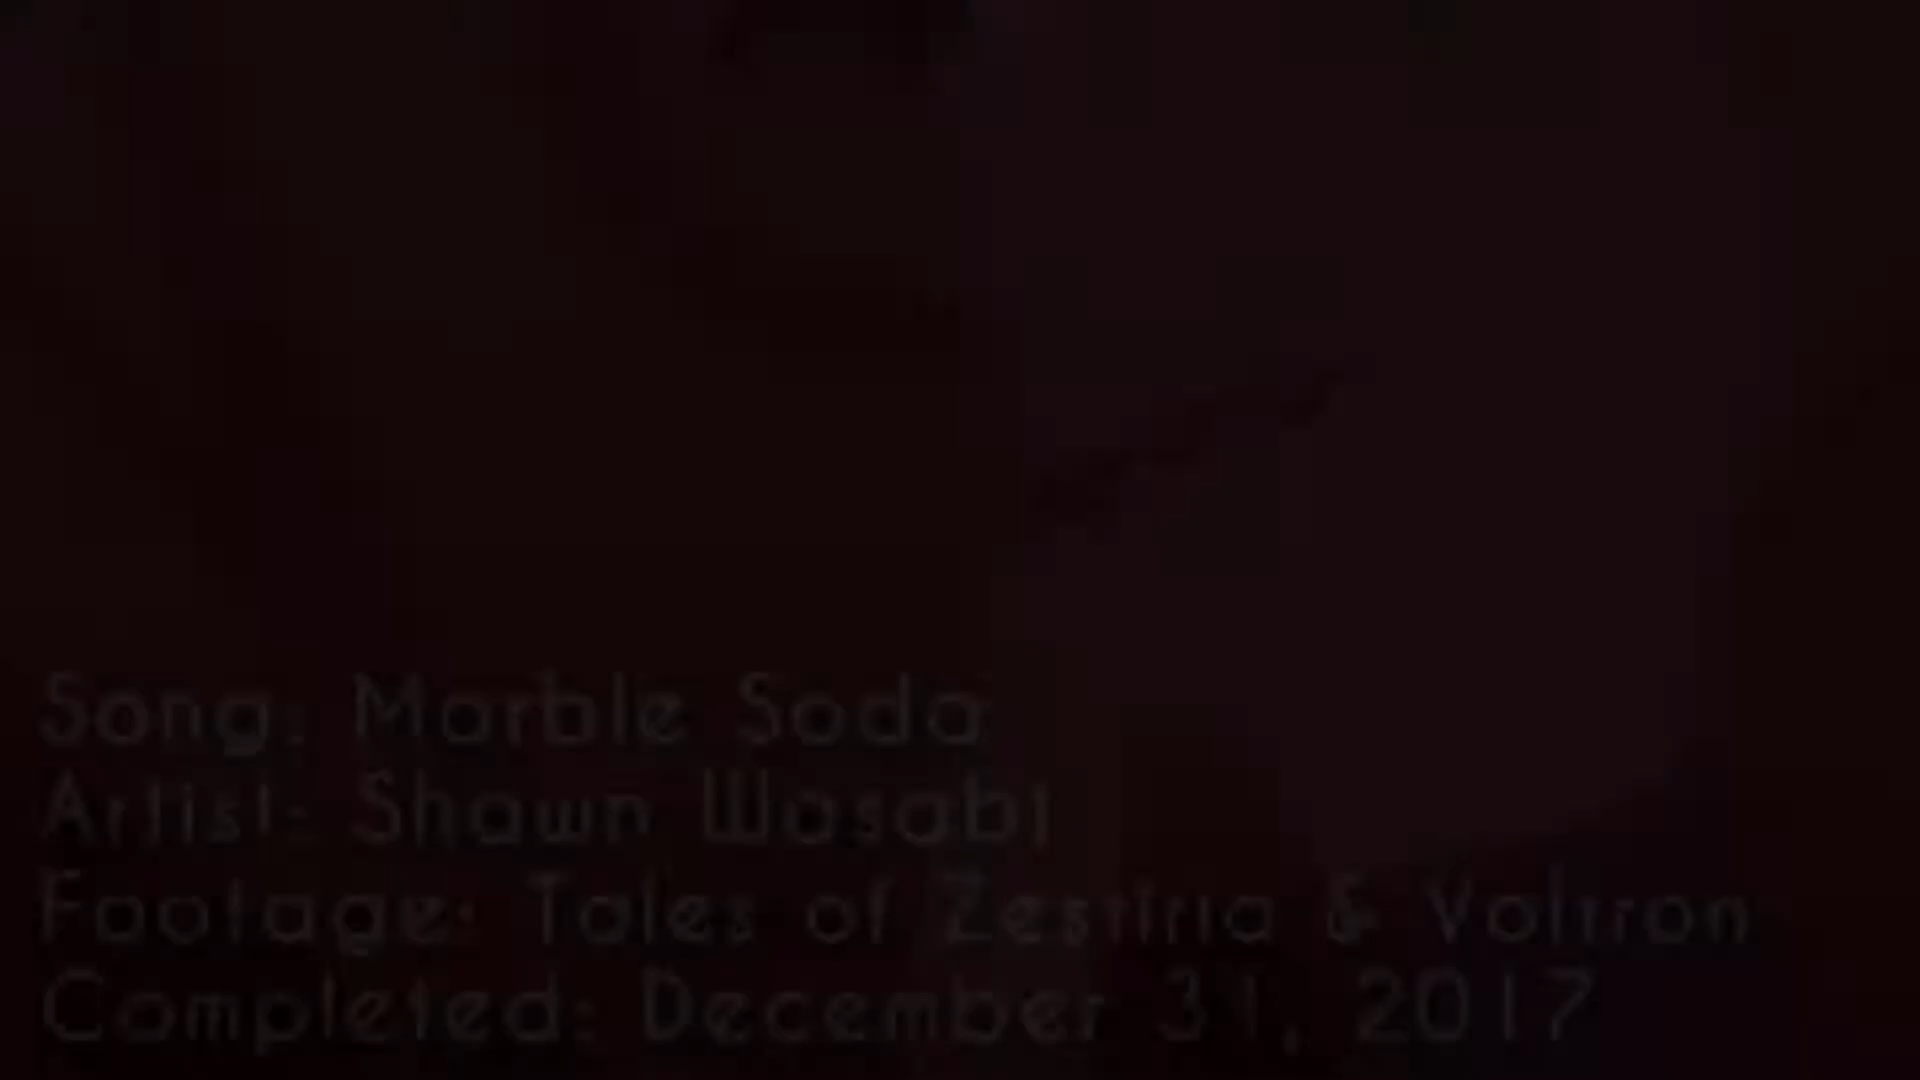 Song: Marble Soda
Artist: Shawn Wasabi
Footage: Tales of Zestiria & Voltron
Completed: December 31, 2017